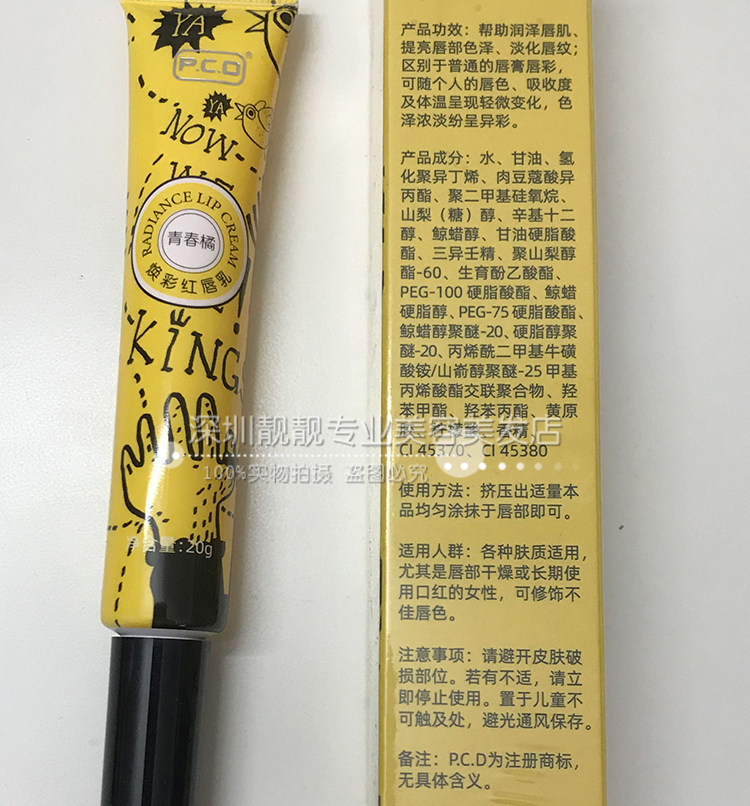 YA
P.C.D
®
YA
NOW
WE
RADIANCE LIP CREAM
青春橘
焕彩红唇乳
KING
净含量:20g
产品功效：帮助润泽唇肌、
提亮唇部色泽、淡化唇纹；
区别于普通的唇膏唇彩，
可随个人的唇色、吸收度
及体温呈现轻微变化，色
泽浓淡纷呈异彩。
产品成分：水、甘油、氢
化聚异丁烯、肉豆蔻酸异
丙酯、聚二甲基硅氧烷、
山梨（糖）醇、辛基十二
醇、鲸蜡醇、甘油硬脂酸
酯、三异壬精、聚山梨醇
酯-60、生育酚乙酸酯、
PEG-100 硬脂酸酯、鲸蜡
硬脂醇、PEG-75 硬脂酸酯、
鲸蜡醇聚醚-20、硬脂醇聚
醚-20、丙烯酰二甲基牛磺
酸铵/山嵛醇聚醚-25 甲基
丙烯酸酯交联聚合物、羟
苯甲酯、羟苯丙酯、黄原
香精
CI 45370、CI 45380
使用方法：挤压出适量本
品均匀涂抹于唇部即可。
适用人群：各种肤质适用，
尤其是唇部干燥或长期使
用口红的女性，可修饰不
佳唇色。
注意事项：请避开皮肤破
损部位。若有不适，请立
即停止使用。置于儿童不
可触及处，避光通风保存。
备注：P.C.D为注册商标，
无具体含义。
深圳靓靓专业美容美发店
100%实物拍摄 盗图必究